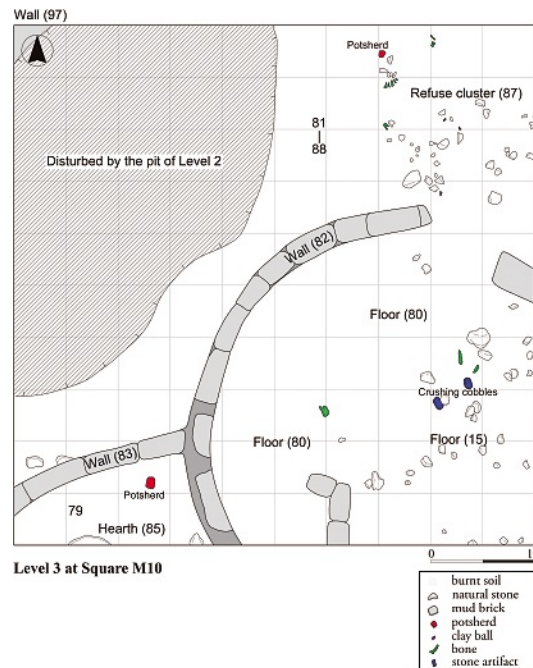 Wall (97)
Potsherd
Refuse cluster (87)
81
88
Disturbed by the pit of Level 2
Wall (82)
Floor (80)
Crushing cobbles
Floor (80)
Floor (15)
Wall (83)
Potsherd
79
Hearth (85)
Level 3 at Square M10
0
burnt soil
natural stone
mud brick
potsherd
clay ball
bone
stone artifact